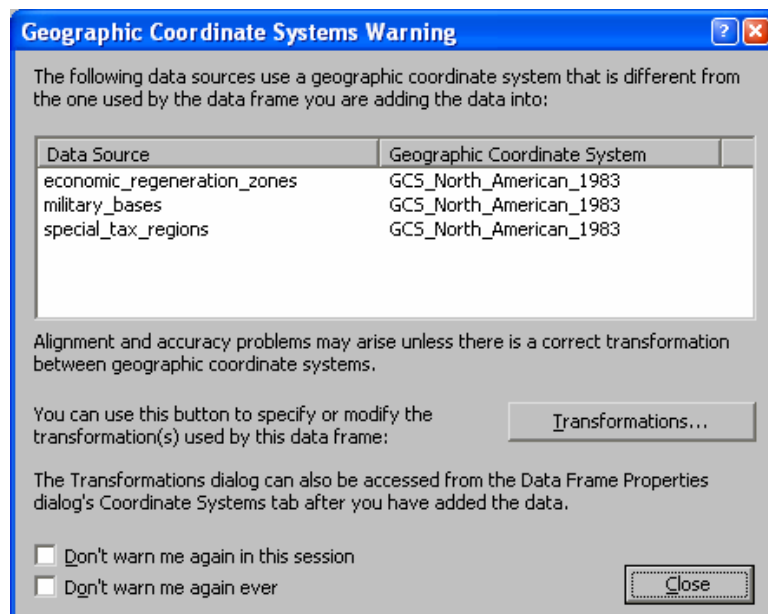 Geographic Coordinate Systems Warning
The following data sources use a geographic coordinate system that is different from
the one used by the data frame you are adding the data into:
Data Source Geographic Coordinate System
economic_regeneration_zones GCS_North_American_1983
military_bases GCS_North_American_1983
special_tax_regions GCS_North_American_1983
Alignment and accuracy problems may arise unless there is a correct transformation
between geographic coordinate systems.
You can use this button to specify or modify the
transformation(s) used by this data frame:
Transformations...
The Transformations dialog can also be accessed from the Data Frame Properties
dialog's Coordinate Systems tab after you have added the data.
Don't warn me again in this session
Don't warn me again ever
Close